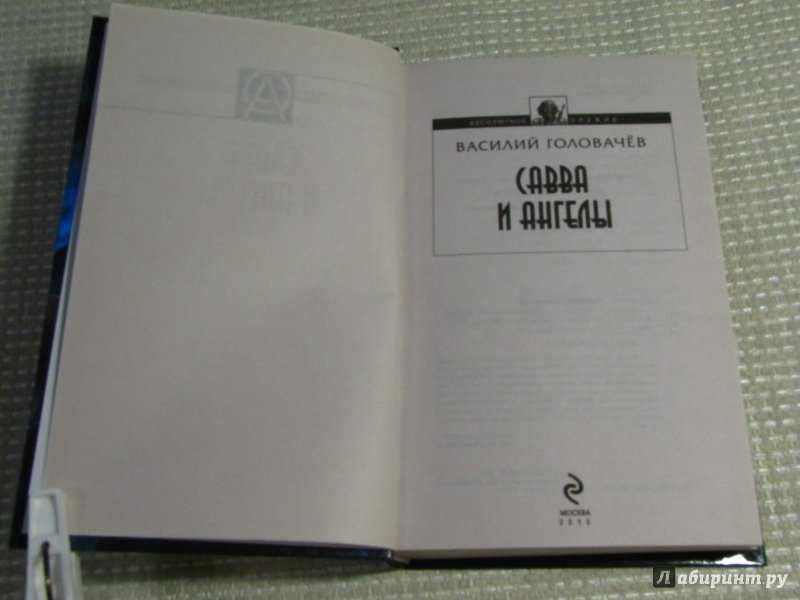 АБСОЛЮТНОЕ ОРУЖИЕ
ВАСИЛИЙ ГОЛОВАЧЁВ
САВВА
И АНГЕЛЫ
МОСКВА
2015
Лабиринт.ру